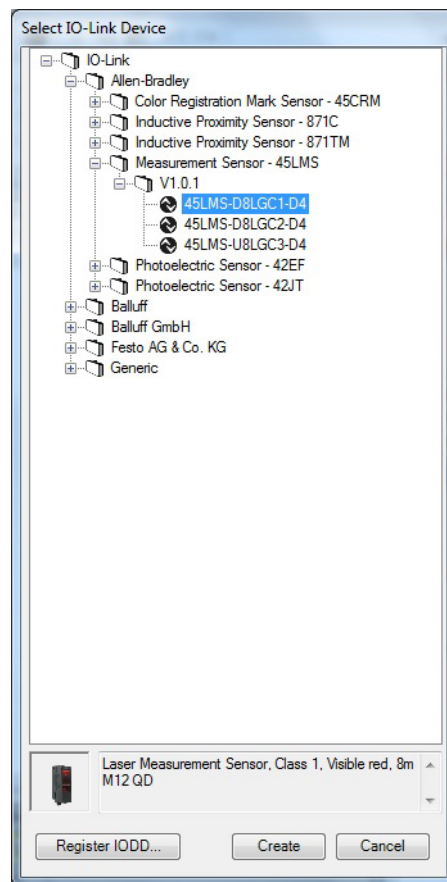 Select IO-Link Device
IO-Link
Allen-Bradley
Color Registration Mark Sensor - 45CRM
Inductive Proximity Sensor - 871C
Inductive Proximity Sensor - 871TM
Measurement Sensor - 45LMS
V1.0.1
45LMS-D8LGC1-D4
45LMS-D8LGC2-D4
45LMS-U8LGC3-D4
Photoelectric Sensor - 42EF
Photoelectric Sensor - 42JT
Balluff
Balluff GmbH
Festo AG & Co. KG
Generic
Laser Measurement Sensor, Class 1, Visible red, 8m
M12 QD
Register IODD... Create Cancel